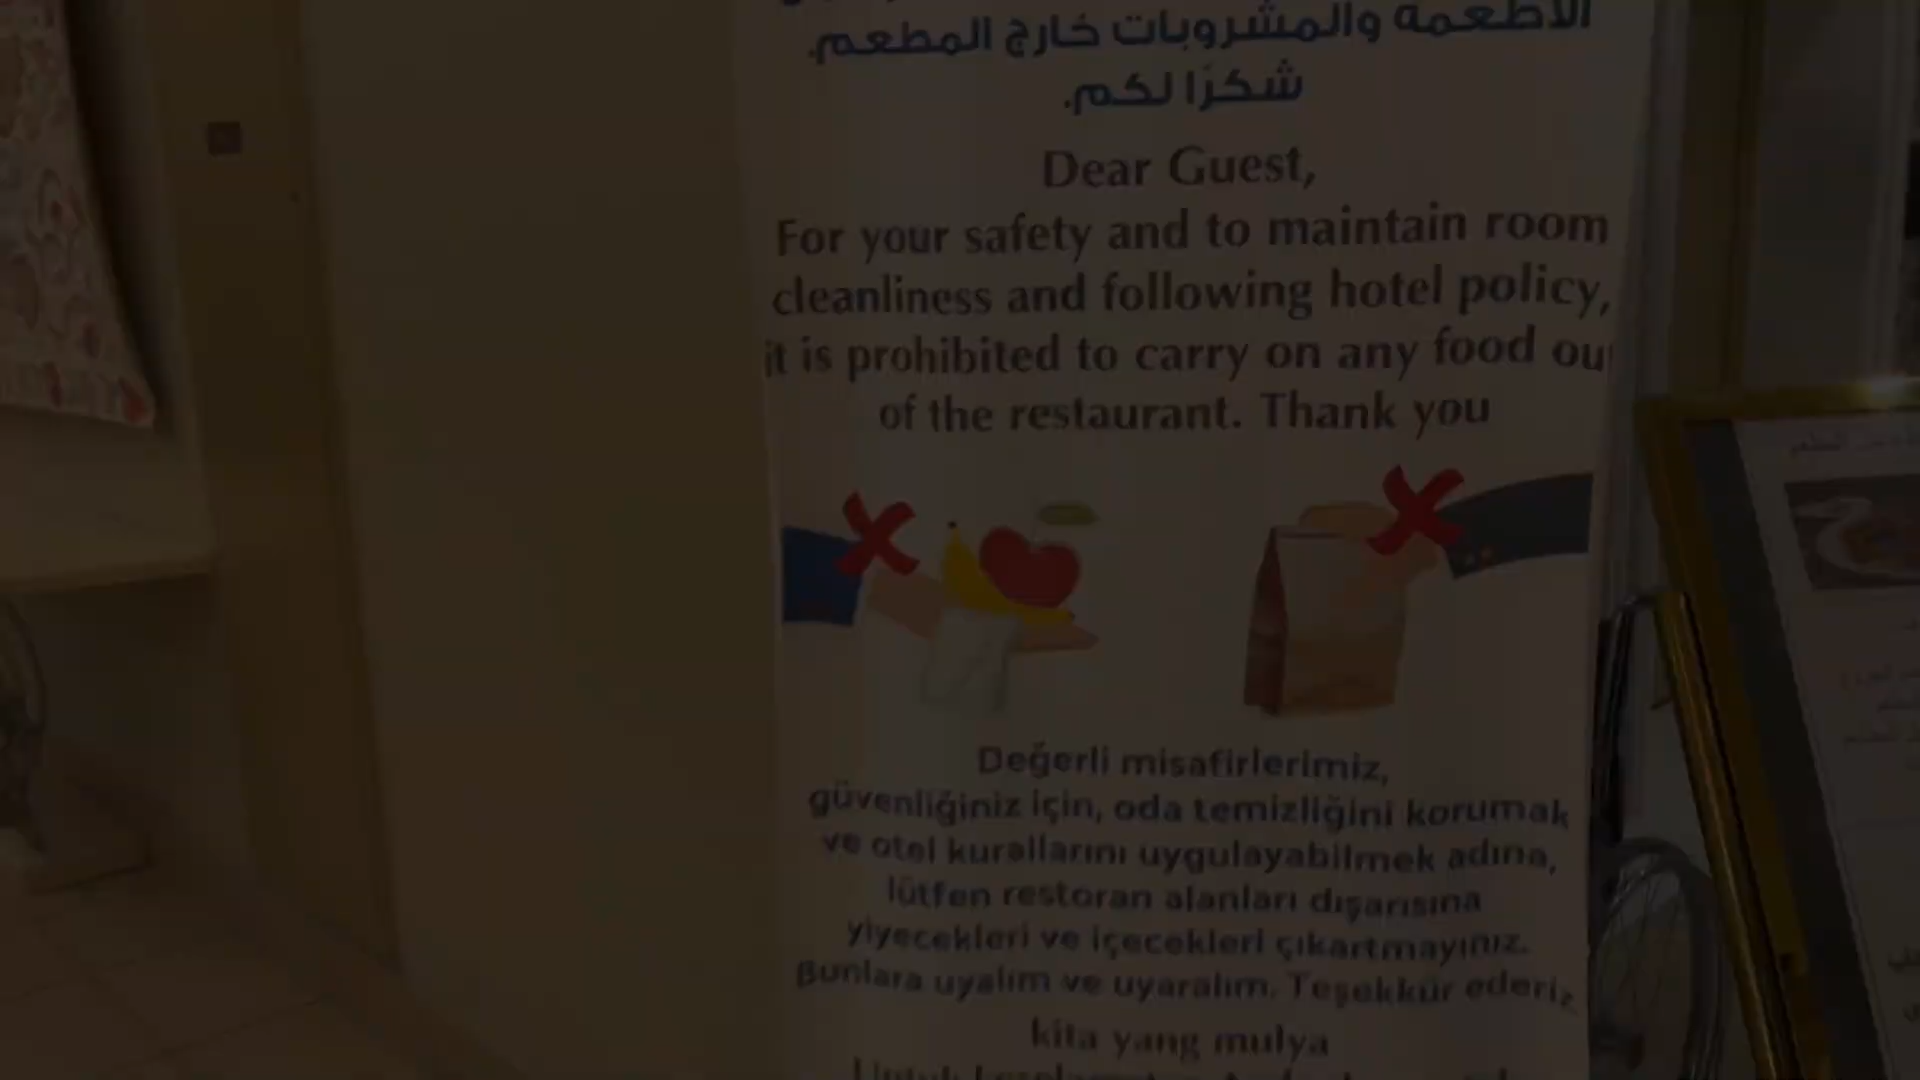 الأطعمة والمشروبات خارج المطعم.
شكرًا لكم.
Dear Guest,
For your safety and to maintain room
cleanliness and following hotel policy,
it is prohibited to carry on any food ou
of the restaurant. Thank you
Değerli misafirlerimiz,
güvenliğiniz için, oda temizliğini korumak
ve otel kurallarını uygulayabilmek adına,
lütfen restoran alanları dışarısına
yiyecekleri ve içecekleri çıkartmayınız.
Bunlara uyalım ve uyaralım. Teşekkür ederiz
kita yang mulya
Untuk